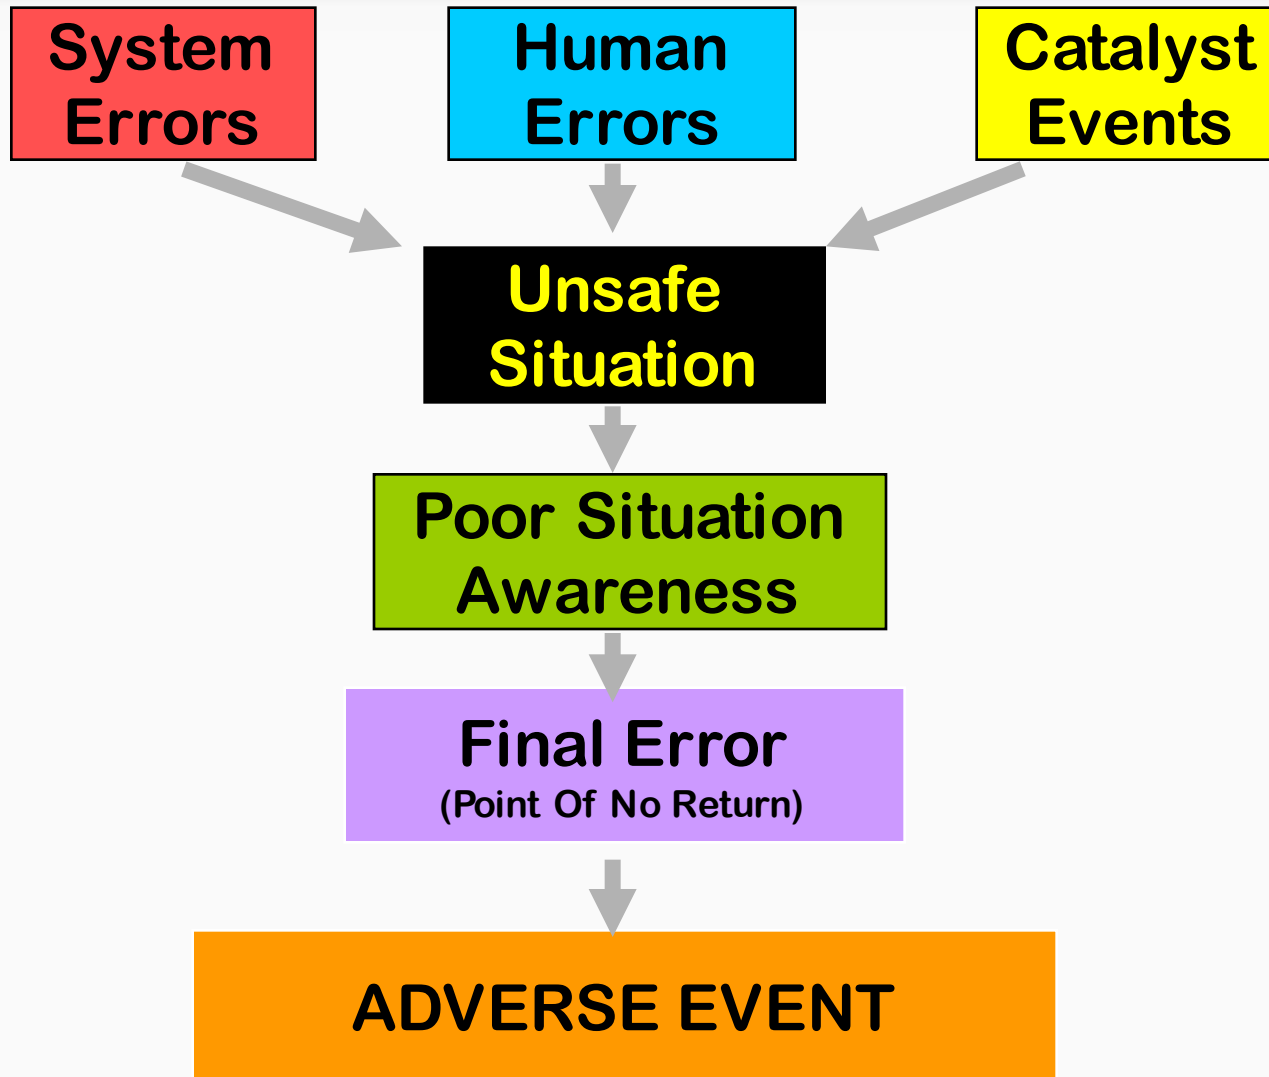 System
Errors
Human
Errors
Catalyst
Events
Unsafe
Situation
Poor Situation
Awareness
Final Error
(Point Of No Return)
ADVERSE EVENT